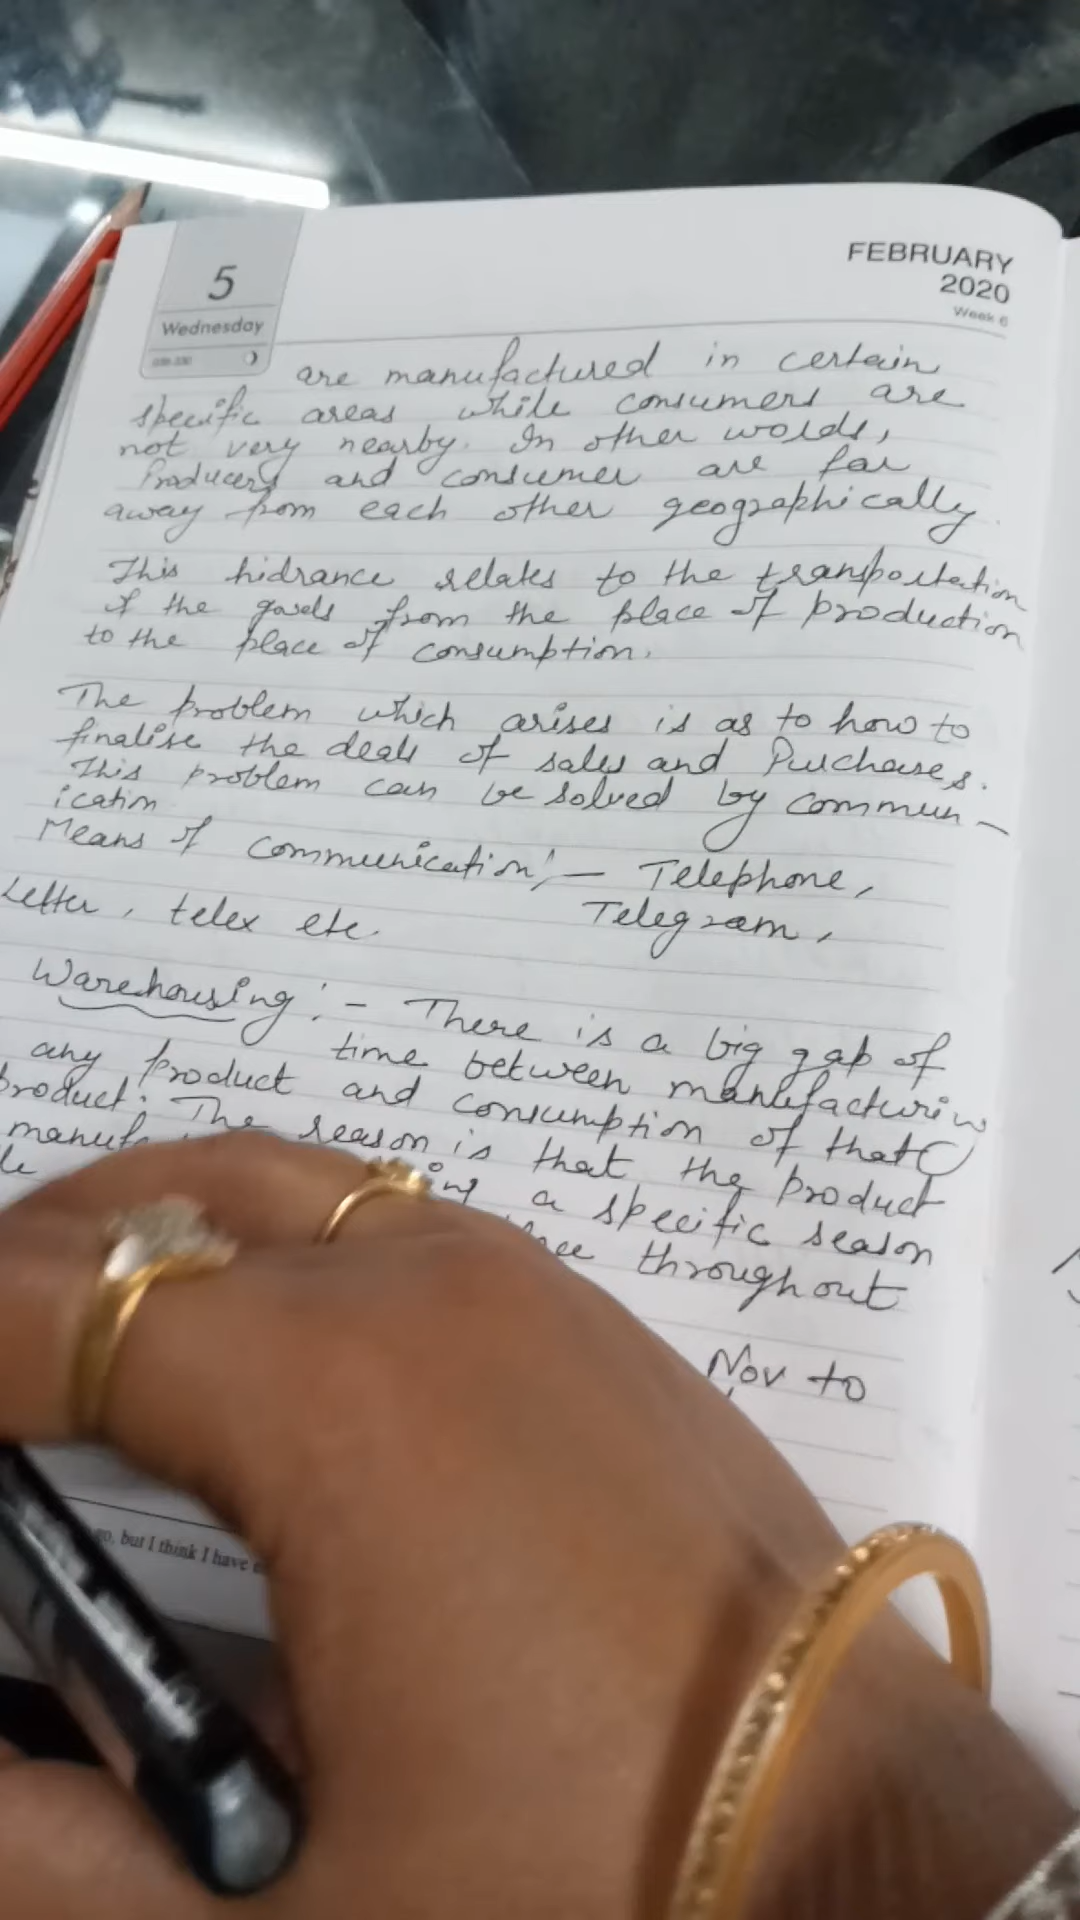 5
Wednesday
FEBRUARY
2020
Week 6
are manufactured in certain
specific areas while consumers are
not very nearby. In other words,
Producers and consumer are far
away from each other geographically.
This hidrance relates to the transportation
of the goods from the place of production
to the place of consumption.
The problem which arises is as to how to
finalise the deals of sales and Purchases.
This problem can be solved by commun-
ication
Means of communication:- Telephone,
Telegram,
Letter, telex etc.
Warehousing:- There is a big gap of
time between manufacturing
any product and consumption of that
product. The reason is that the product
a specific season
throughout
Nov to
but I think I have